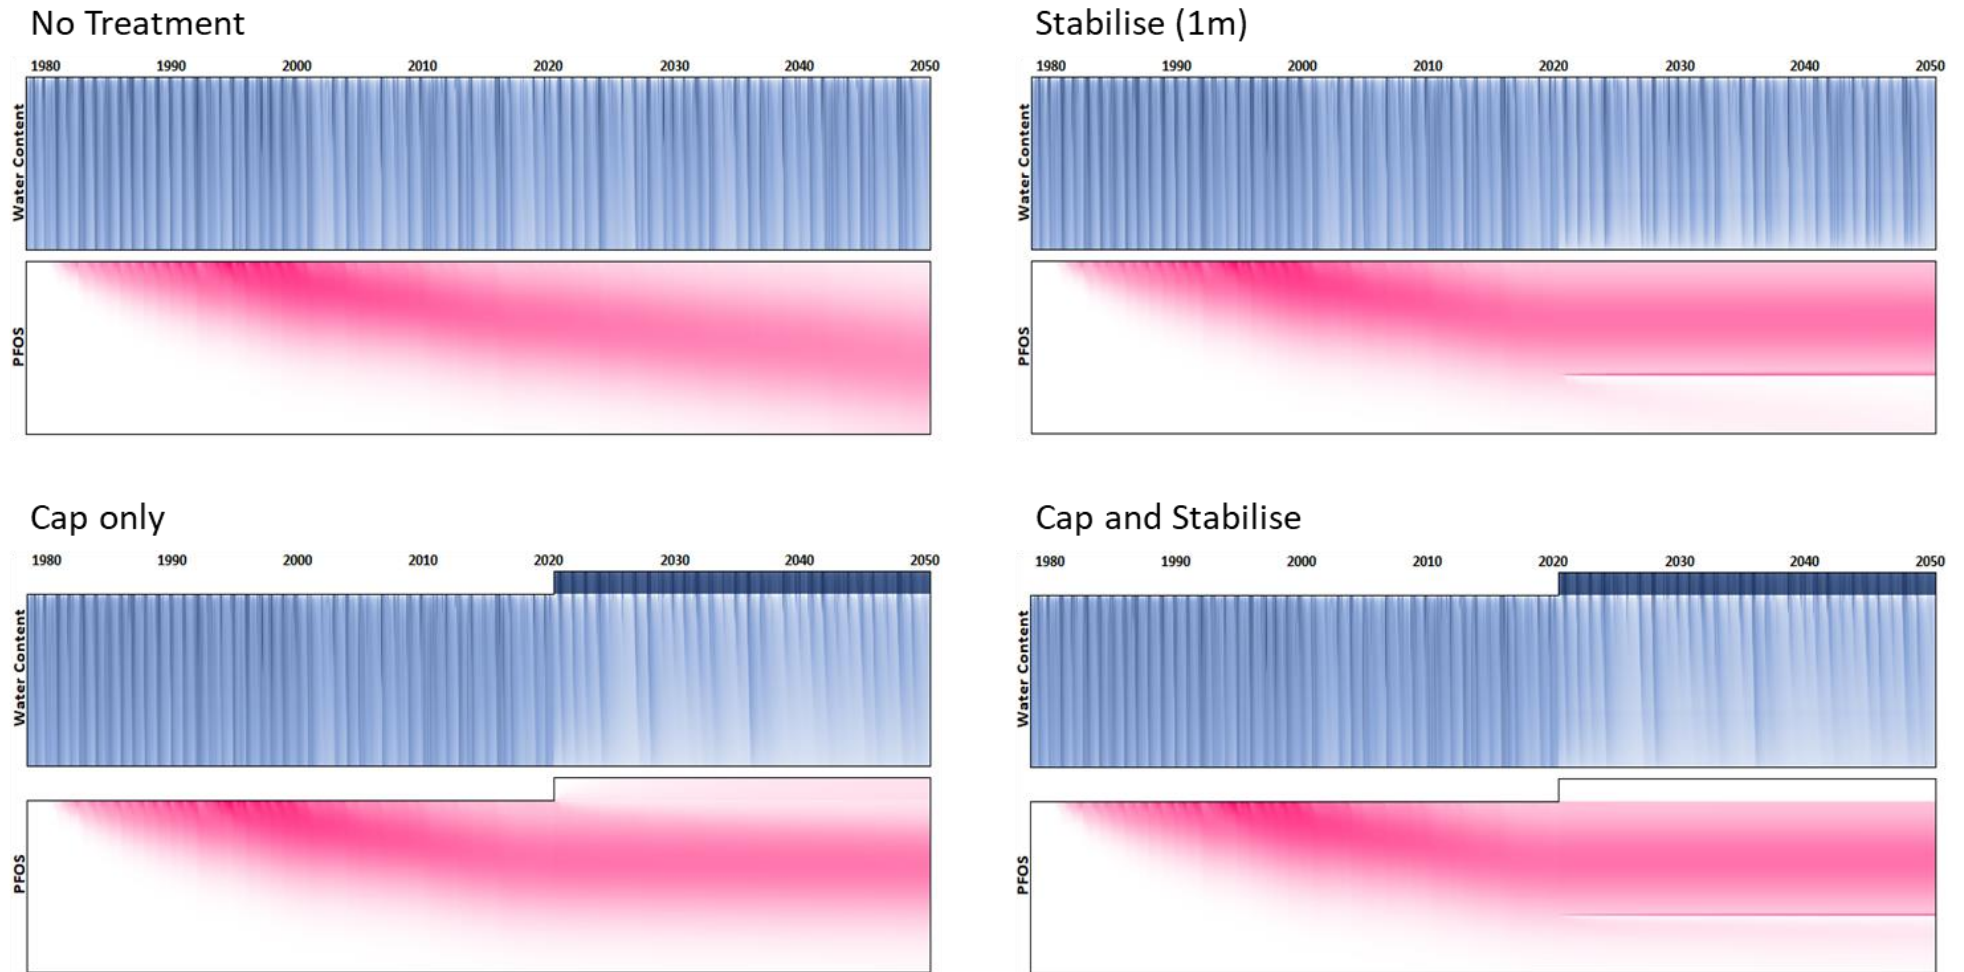 No Treatment
1980 1990 2000 2010 2020 2030 2040 2050
Water Content
PFOS
Stabilise (1m)
1980 1990 2000 2010 2020 2030 2040 2050
Water Content
PFOS
Cap only
1980 1990 2000 2010 2020 2030 2040 2050
Water Content
PFOS
Cap and Stabilise
1980 1990 2000 2010 2020 2030 2040 2050
Water Content
PFOS